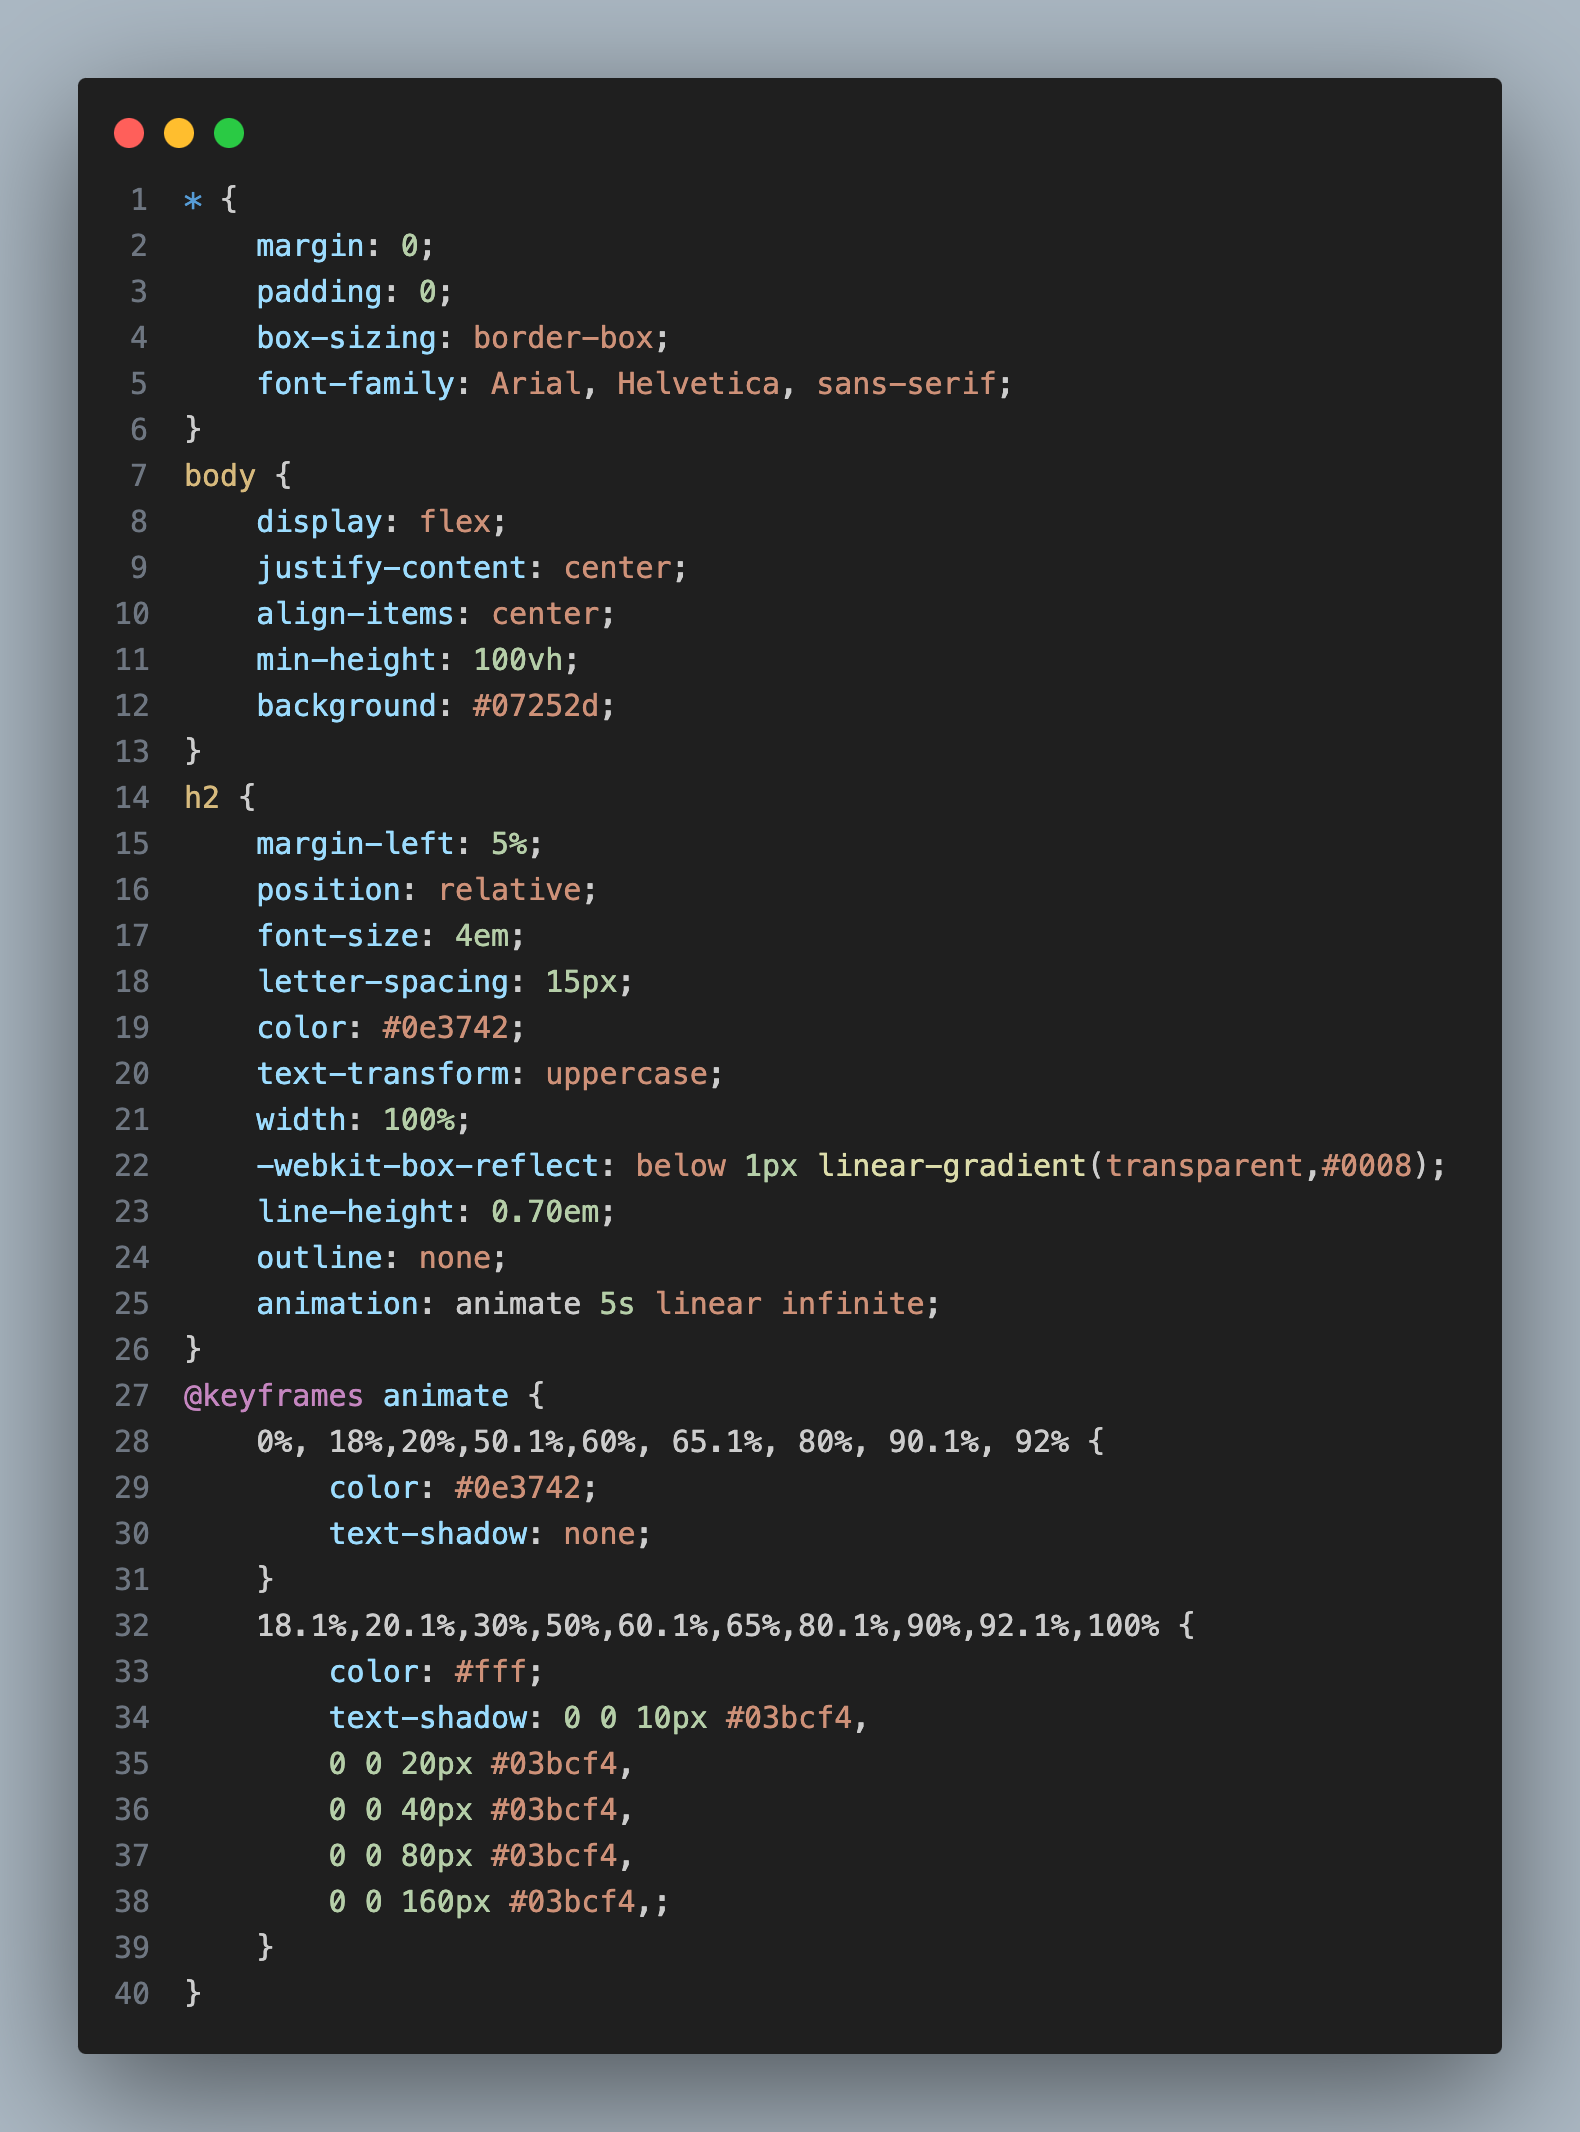 1 * {
2     margin: 0;
3     padding: 0;
4     box-sizing: border-box;
5     font-family: Arial, Helvetica, sans-serif;
6 }
7 body {
8     display: flex;
9     justify-content: center;
10     align-items: center;
11     min-height: 100vh;
12     background: #07252d;
13 }
14 h2 {
15     margin-left: 5%;
16     position: relative;
17     font-size: 4em;
18     letter-spacing: 15px;
19     color: #0e3742;
20     text-transform: uppercase;
21     width: 100%;
22     -webkit-box-reflect: below 1px linear-gradient(transparent,#0008);
23     line-height: 0.70em;
24     outline: none;
25     animation: animate 5s linear infinite;
26 }
27 @keyframes animate {
28     0%, 18%,20%,50.1%,60%, 65.1%, 80%, 90.1%, 92% {
29         color: #0e3742;
30         text-shadow: none;
31     }
32     18.1%,20.1%,30%,50%,60.1%,65%,80.1%,90%,92.1%,100% {
33         color: #fff;
34         text-shadow: 0 0 10px #03bcf4,
35         0 0 20px #03bcf4,
36         0 0 40px #03bcf4,
37         0 0 80px #03bcf4,
38         0 0 160px #03bcf4,;
39     }
40 }